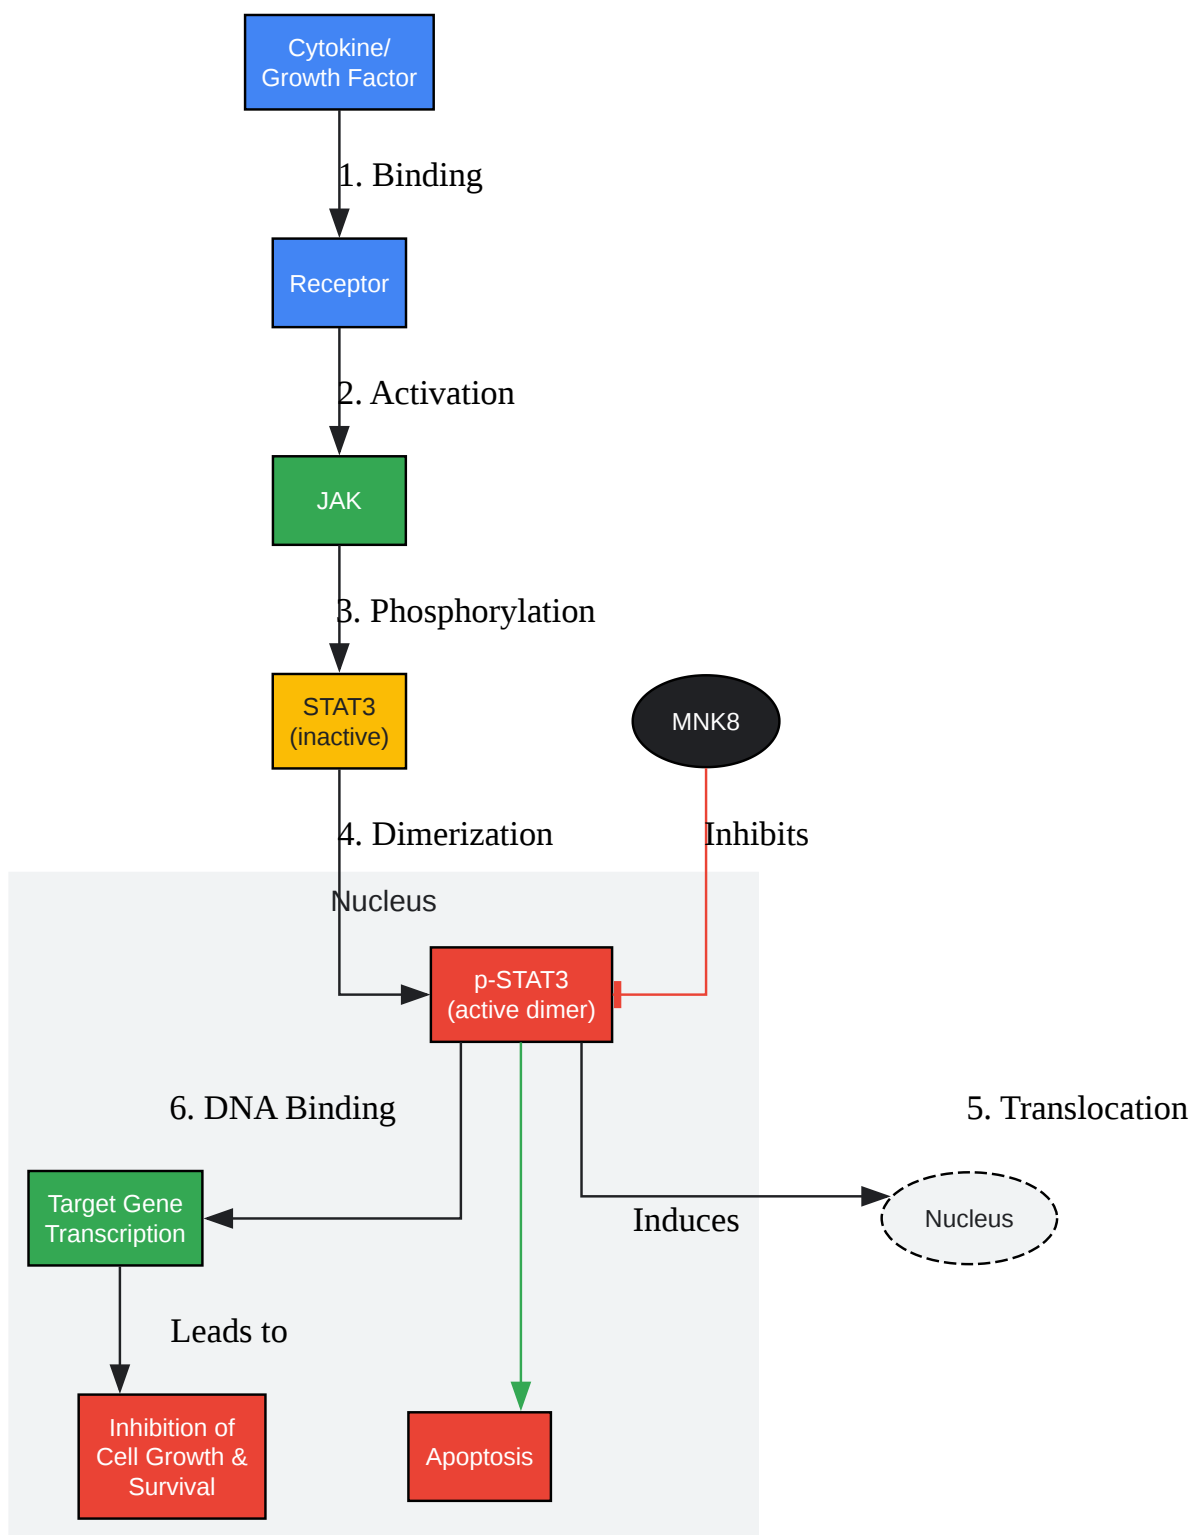 Cytokine/
Growth Factor
1. Binding
Receptor
2. Activation
JAK
3. Phosphorylation
STAT3
(inactive)
MNK8
4. Dimerization
Inhibits
Nucleus
p-STAT3
(active dimer)
6. DNA Binding
5. Translocation
Target Gene
Transcription
Induces
Nucleus
Leads to
Inhibition of
Cell Growth &
Survival
Apoptosis